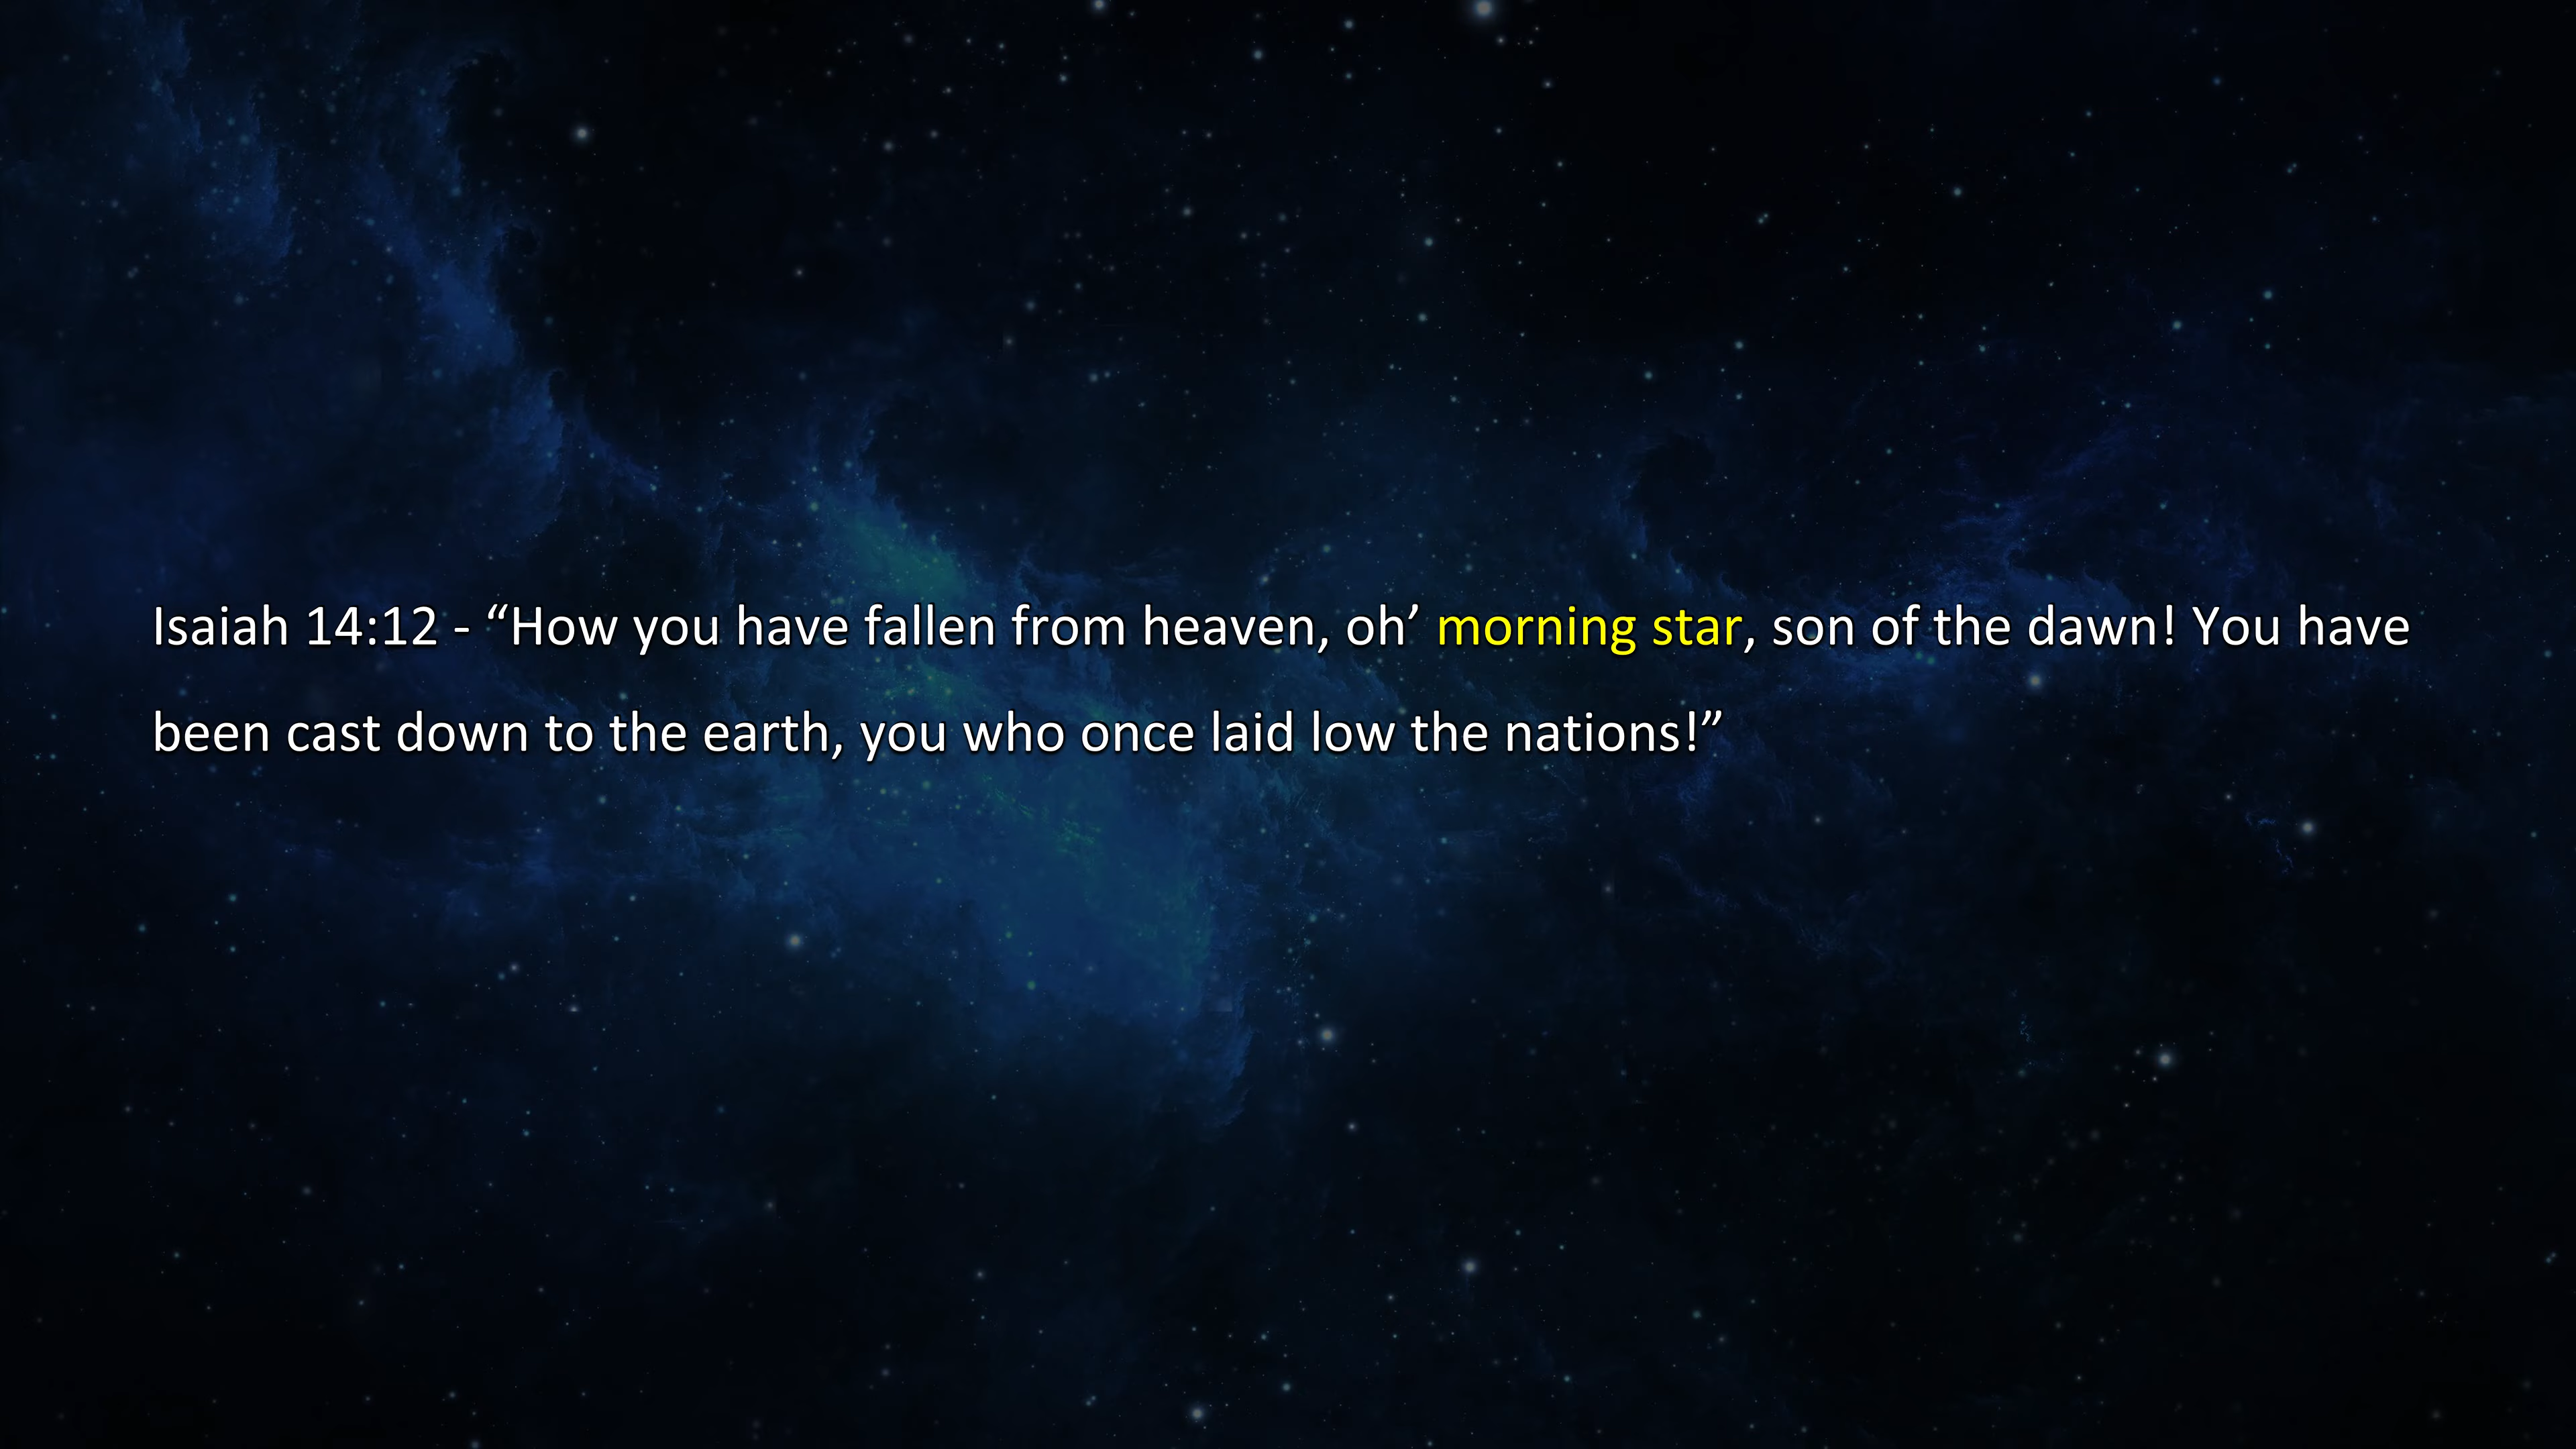 Isaiah 14:12 - “How you have fallen from heaven, oh’ morning star, son of the dawn! You have
been cast down to the earth, you who once laid low the nations!”